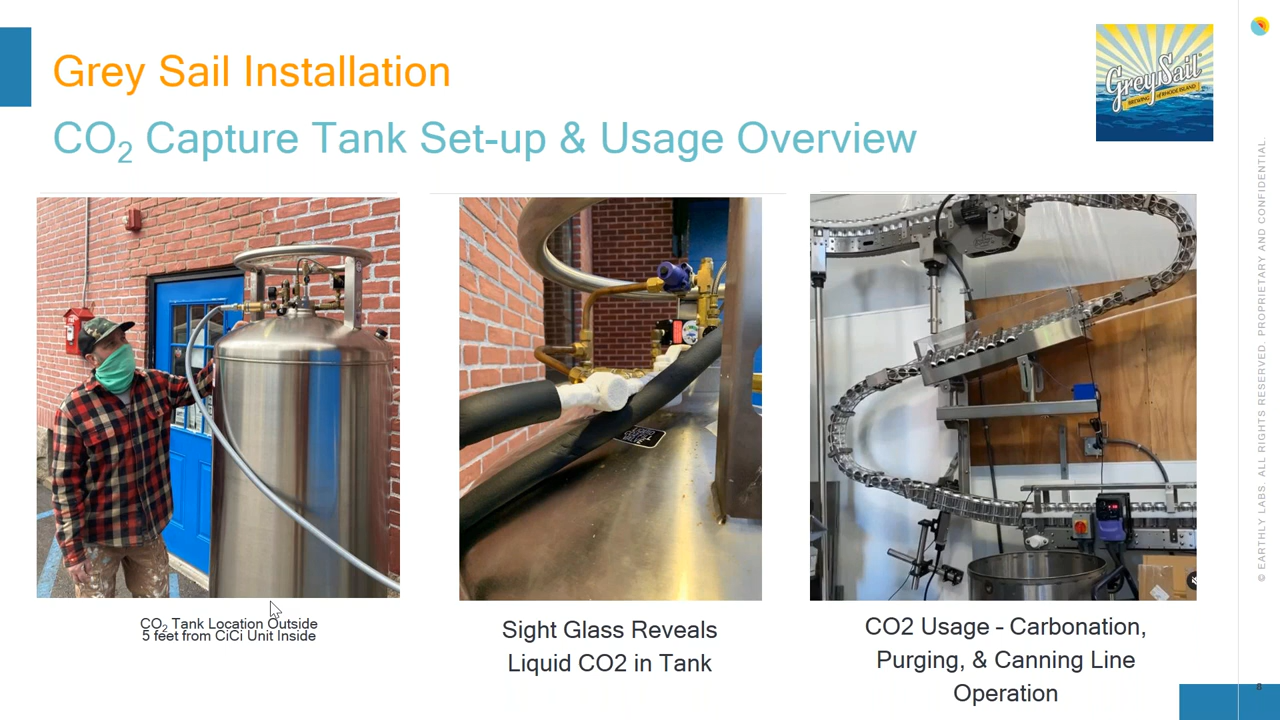 Grey Sail Installation
CO₂ Capture Tank Set-up & Usage Overview
Grey Sail
BREWING OF RHODE ISLAND
CO₂ Tank Location Outside
5 feet from CiCi Unit Inside
Sight Glass Reveals
Liquid CO2 in Tank
CO2 Usage - Carbonation,
Purging, & Canning Line
Operation
© EARTHLY LABS. ALL RIGHTS RESERVED. PROPRIETARY AND CONFIDENTIAL.
8